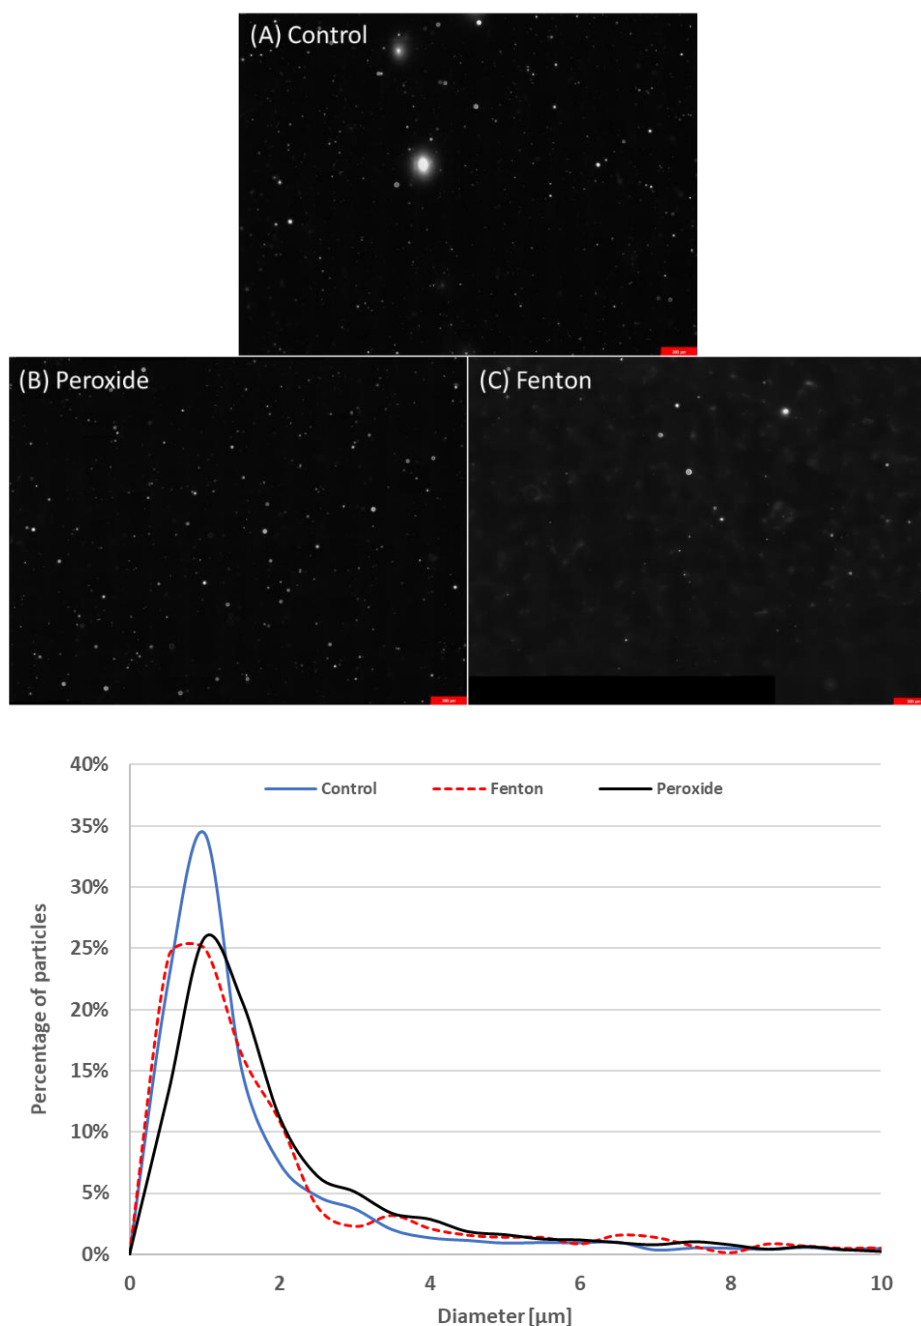 (A) Control
(B) Peroxide
(C) Fenton
40%
35%
30%
25%
20%
15%
10%
5%
0%
Control
Fenton
Peroxide
Percentage of particles
0
2
4
6
8
10
Diameter [µm]